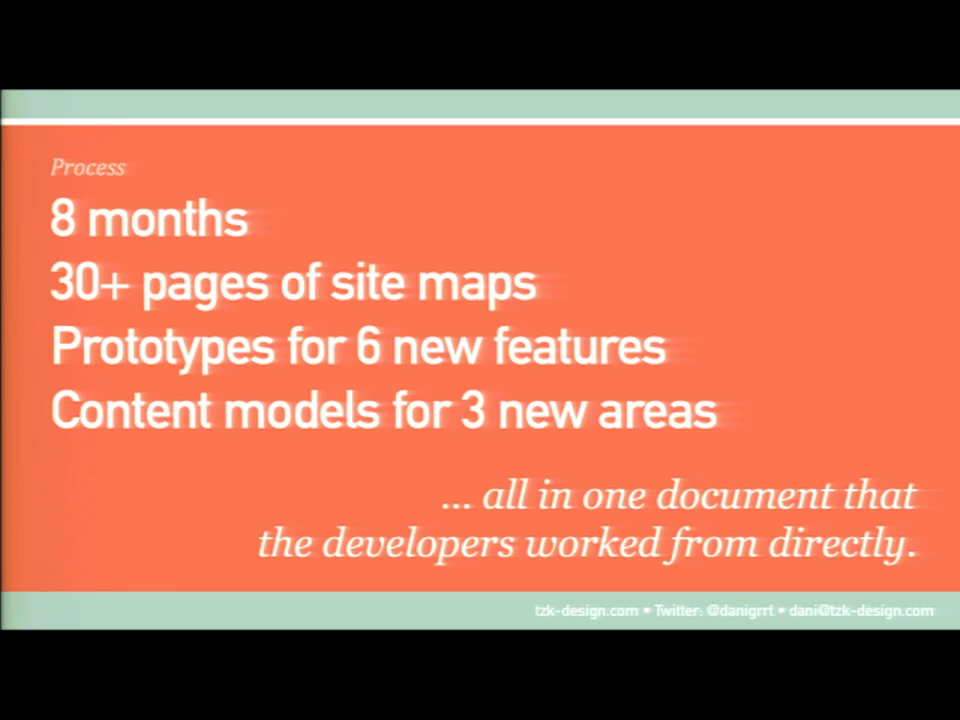 Process
8 months
30+ pages of site maps
Prototypes for 6 new features
Content models for 3 new areas
... all in one document that
the developers worked from directly.
tzk-design.com • Twitter: @danigrrl • dani@tzk-design.com